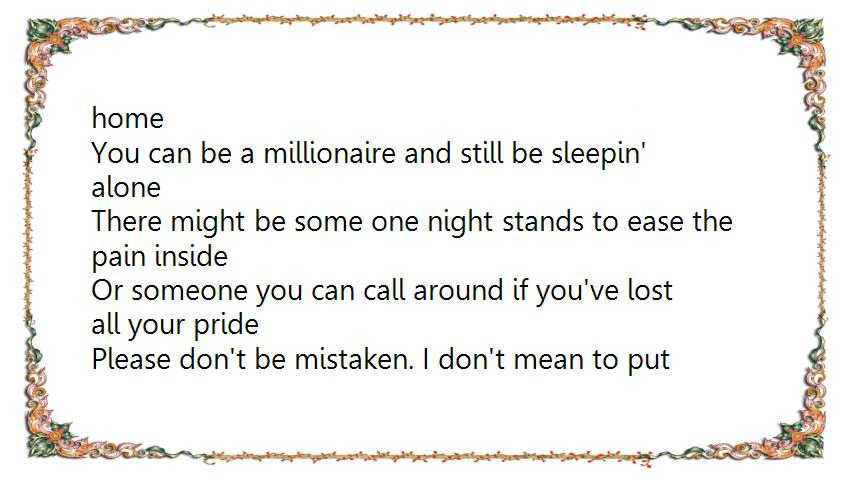 home
You can be a millionaire and still be sleepin'
alone
There might be some one night stands to ease the
pain inside
Or someone you can call around if you've lost
all your pride
Please don't be mistaken. I don't mean to put